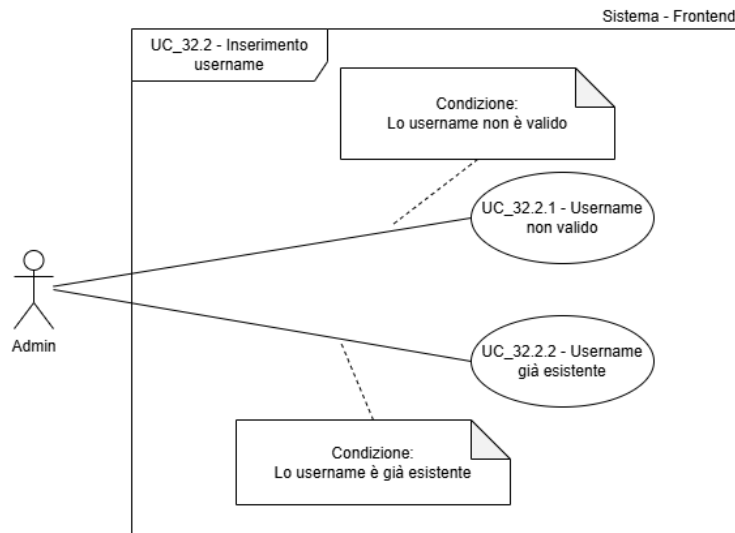 Sistema - Frontend
UC_32.2 - Inserimento
username
Condizione:
Lo username non è valido
UC_32.2.1 - Username
non valido
Admin
UC_32.2.2 - Username
già esistente
Condizione:
Lo username è già esistente